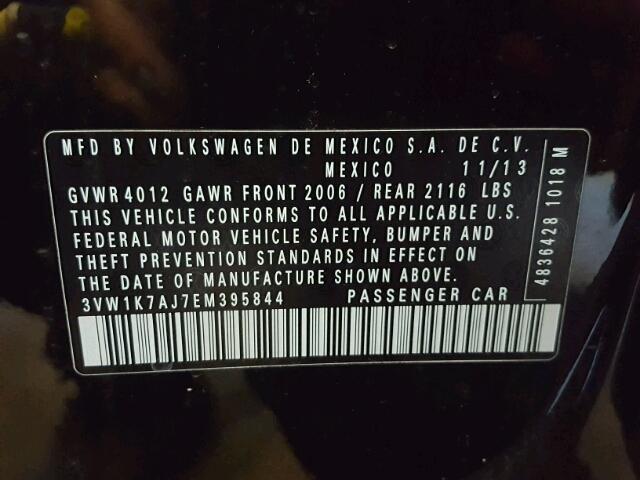 MFD BY VOLKSWAGEN DE MEXICO S.A. DE C.V.
MEXICO 11/13
GVWR 4012 GAWR FRONT 2006 / REAR 2116 LBS
THIS VEHICLE CONFORMS TO ALL APPLICABLE U.S.
FEDERAL MOTOR VEHICLE SAFETY, BUMPER AND
THEFT PREVENTION STANDARDS IN EFFECT ON
THE DATE OF MANUFACTURE SHOWN ABOVE.
3VW1K7AJ7EM395844 PASSENGER CAR
4836428 1018 M